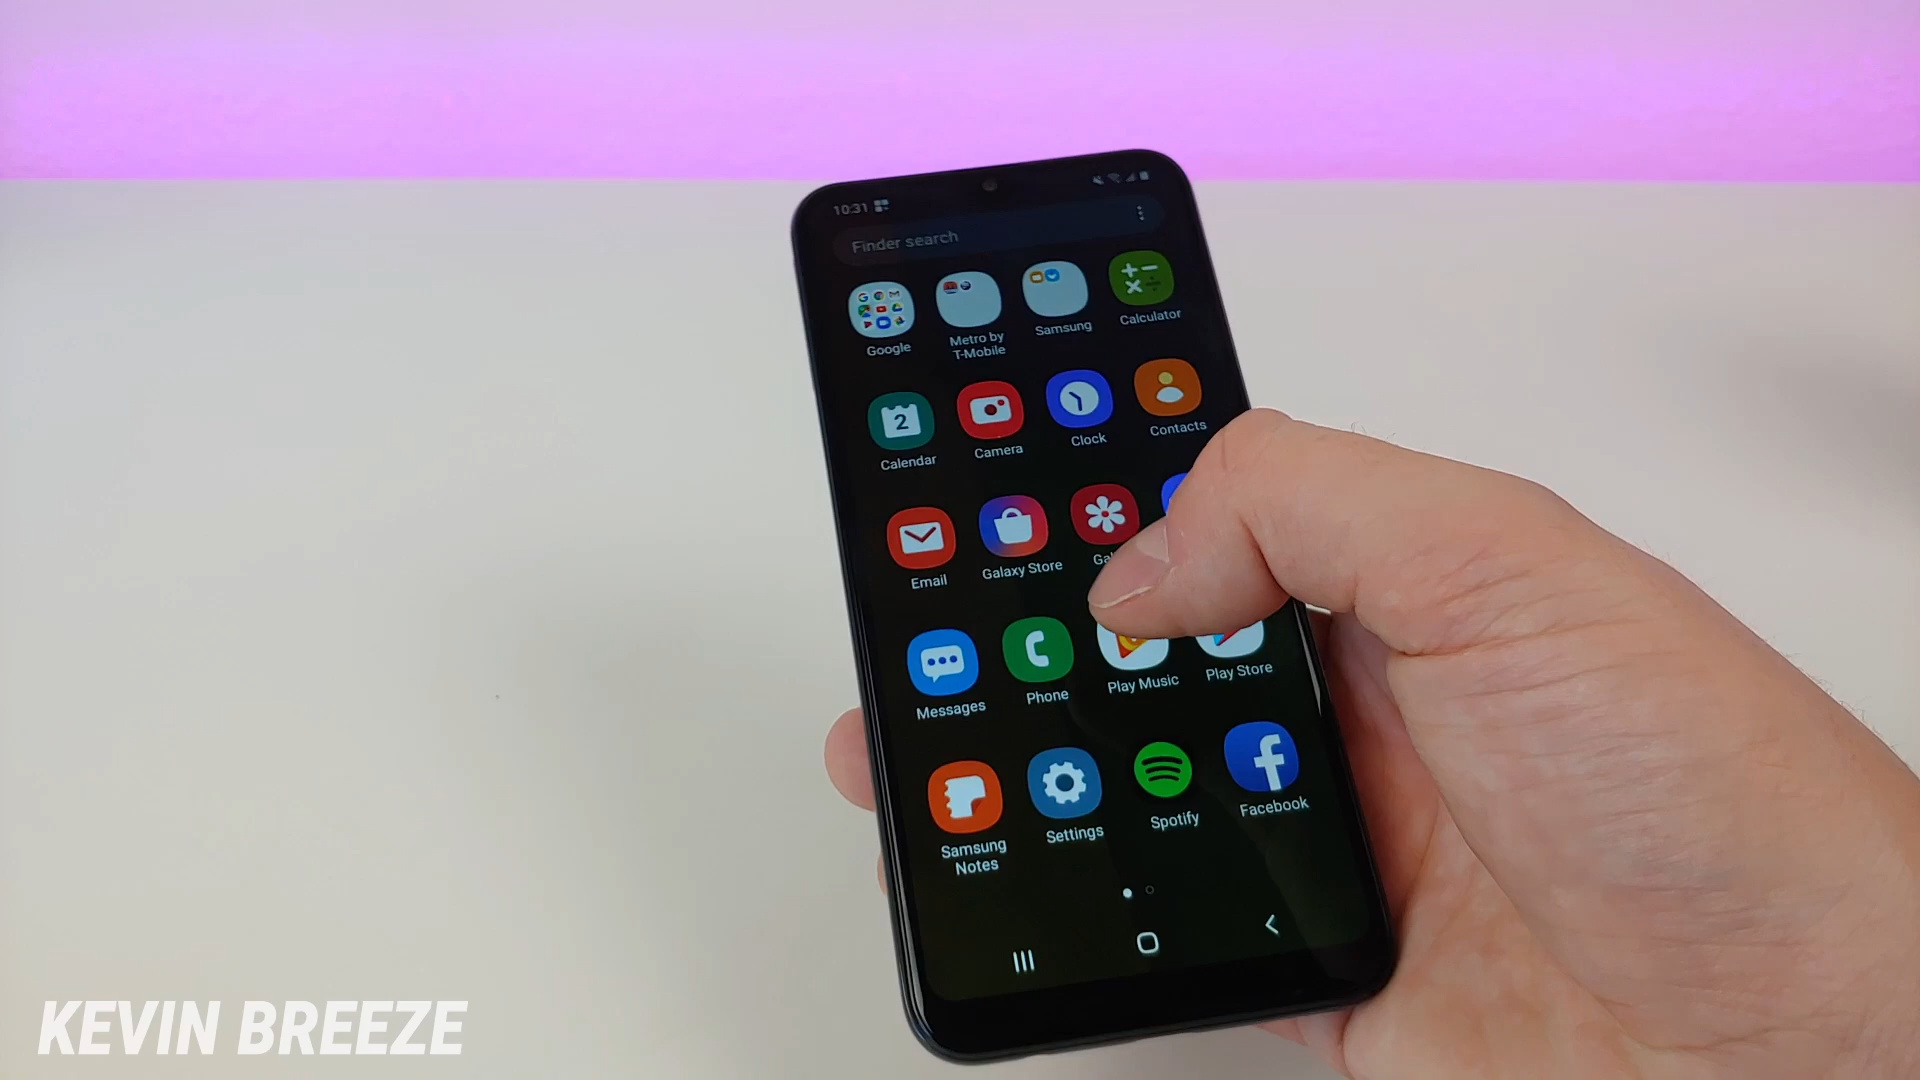 10:31
Finder search
Google
Metro by
T-Mobile
Samsung
Calculator
2
Calendar
Camera
Clock
Contacts
Email
Galaxy Store
Messages
Phone
Play Music
Play Store
Samsung
Notes
Settings
Spotify
Facebook
KEVIN BREEZE